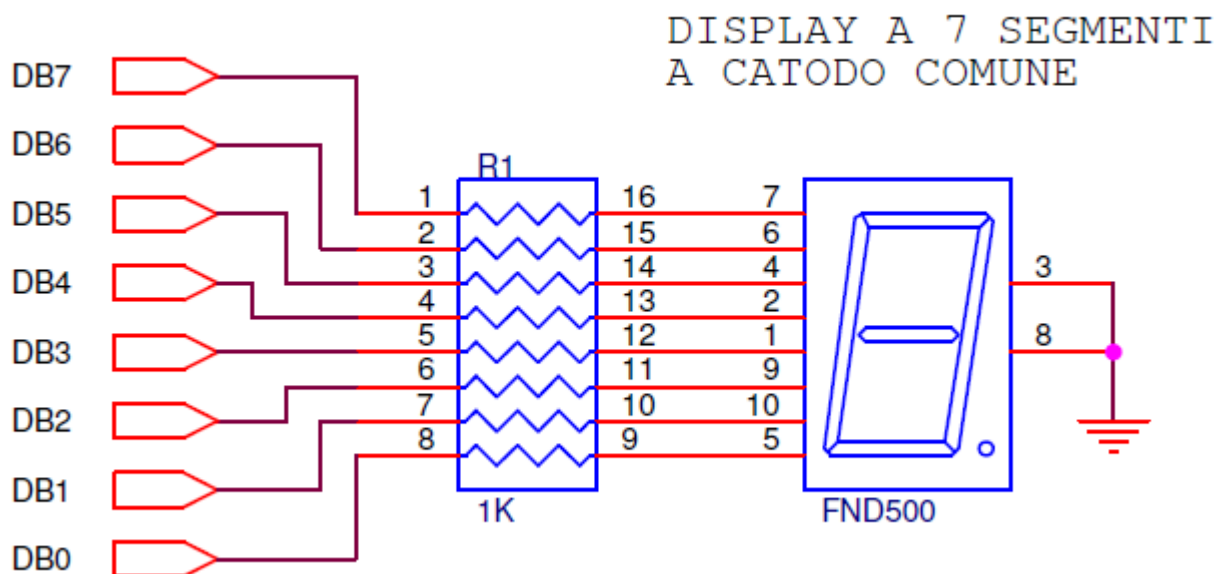 DISPLAY A 7 SEGMENTI
A CATODO COMUNE
DB7
DB6
DB5
DB4
DB3
DB2
DB1
DB0
R1
1 16 7
2 15 6
3 14 4
4 13 2
5 12 1
6 11 9
7 10 10
8 9 5
3
8
1K
FND500